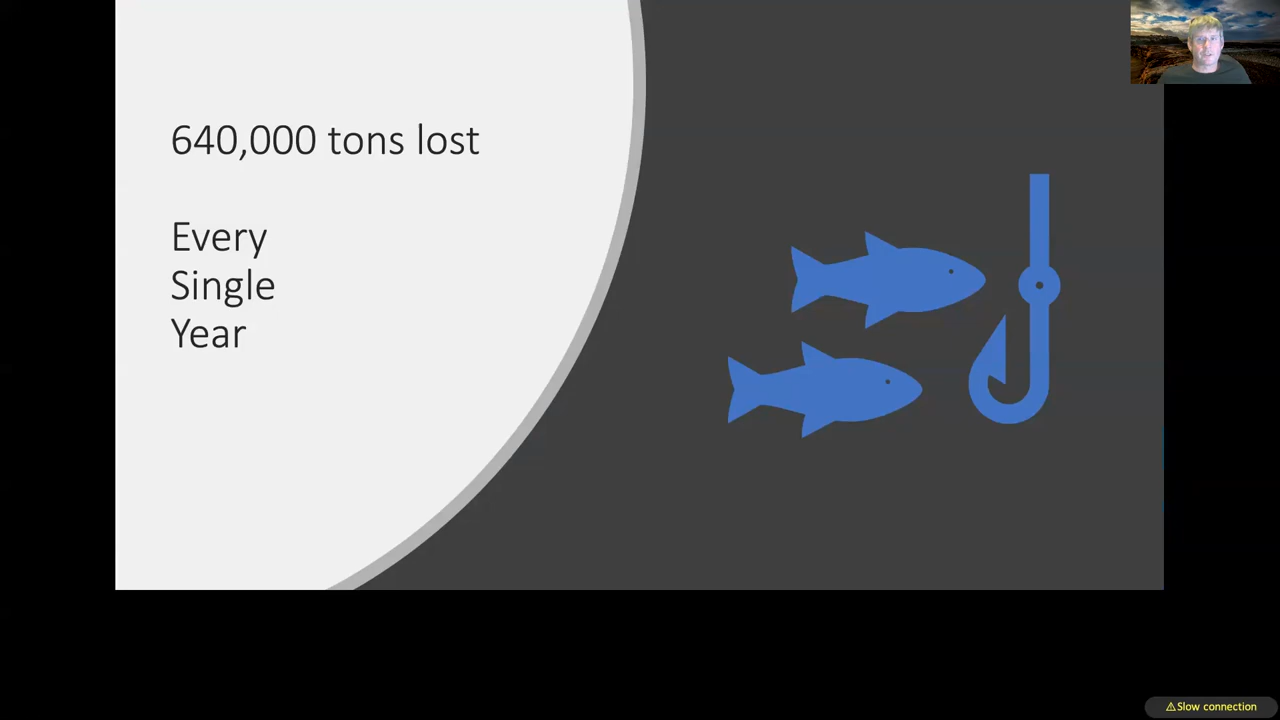 640,000 tons lost
Every
Single
Year
⚠Slow connection